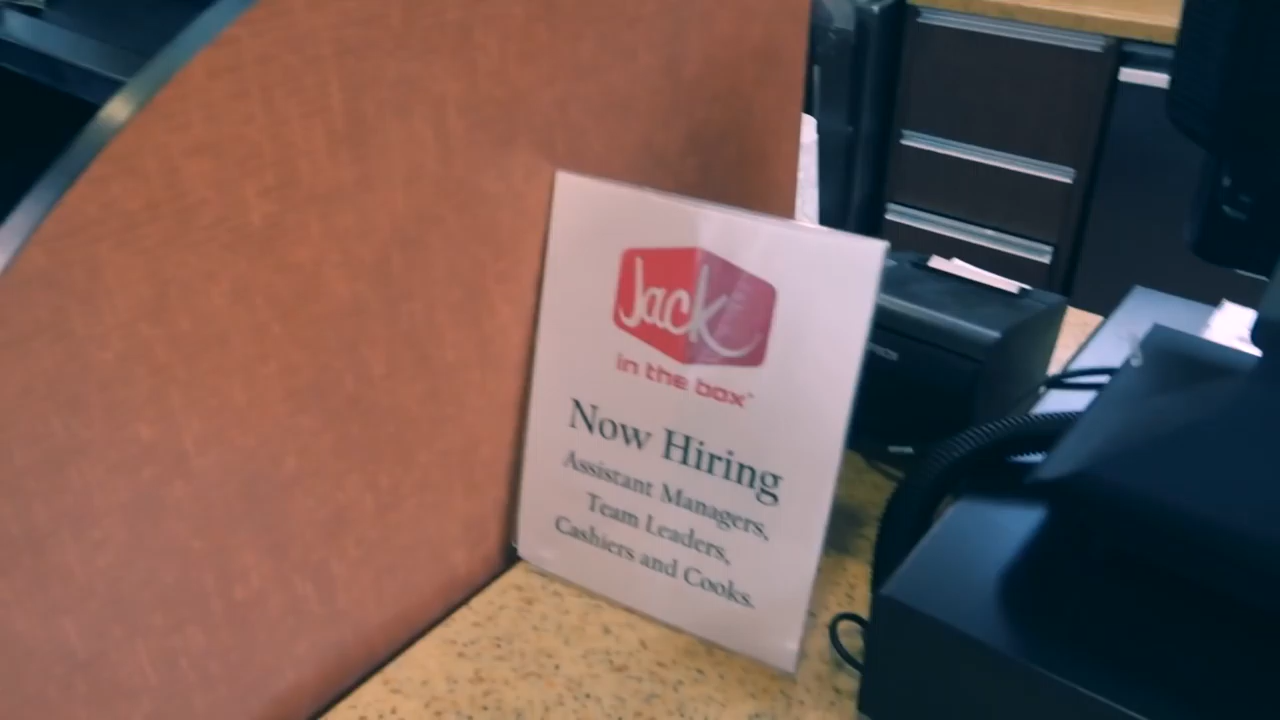 Jack
in the box
Now Hiring
Assistant Managers,
Team Leaders,
Cashiers and Cooks.